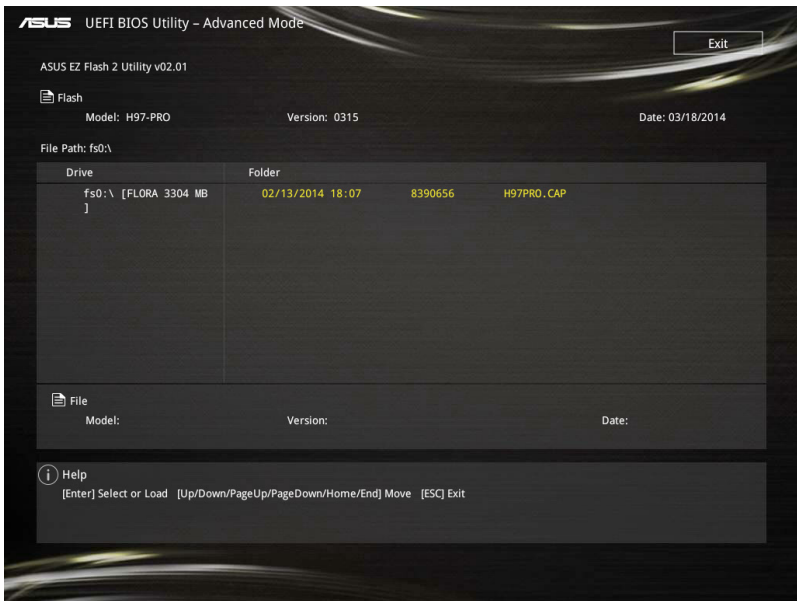 ASUS UEFI BIOS Utility – Advanced Mode
Exit
ASUS EZ Flash 2 Utility v02.01
Flash
Model: H97-PRO Version: 0315 Date: 03/18/2014
File Path: fs0:\
Drive Folder
fs0:\ [FLORA 3304 MB 02/13/2014 18:07 8390656 H97PRO.CAP
]
File
Model: Version: Date:
Help
[Enter] Select or Load [Up/Down/PageUp/PageDown/Home/End] Move [ESC] Exit